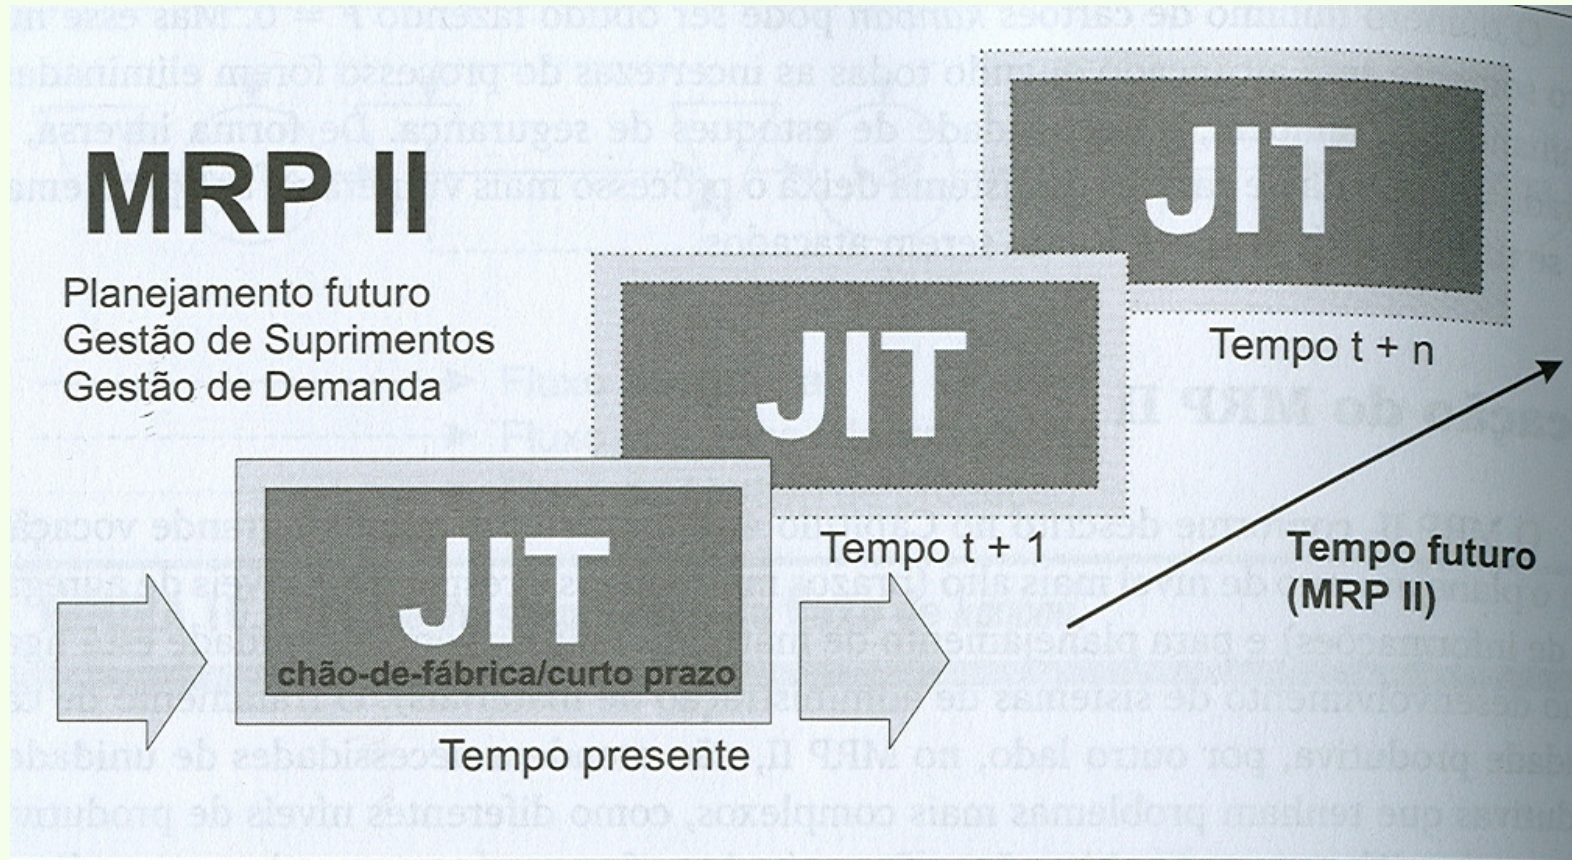 MRP II
Planejamento futuro
Gestão de Suprimentos
Gestão de Demanda
JIT
Tempo t + n
JIT
Tempo t + 1
Tempo futuro
(MRP II)
JIT
chão-de-fábrica/curto prazo
Tempo presente